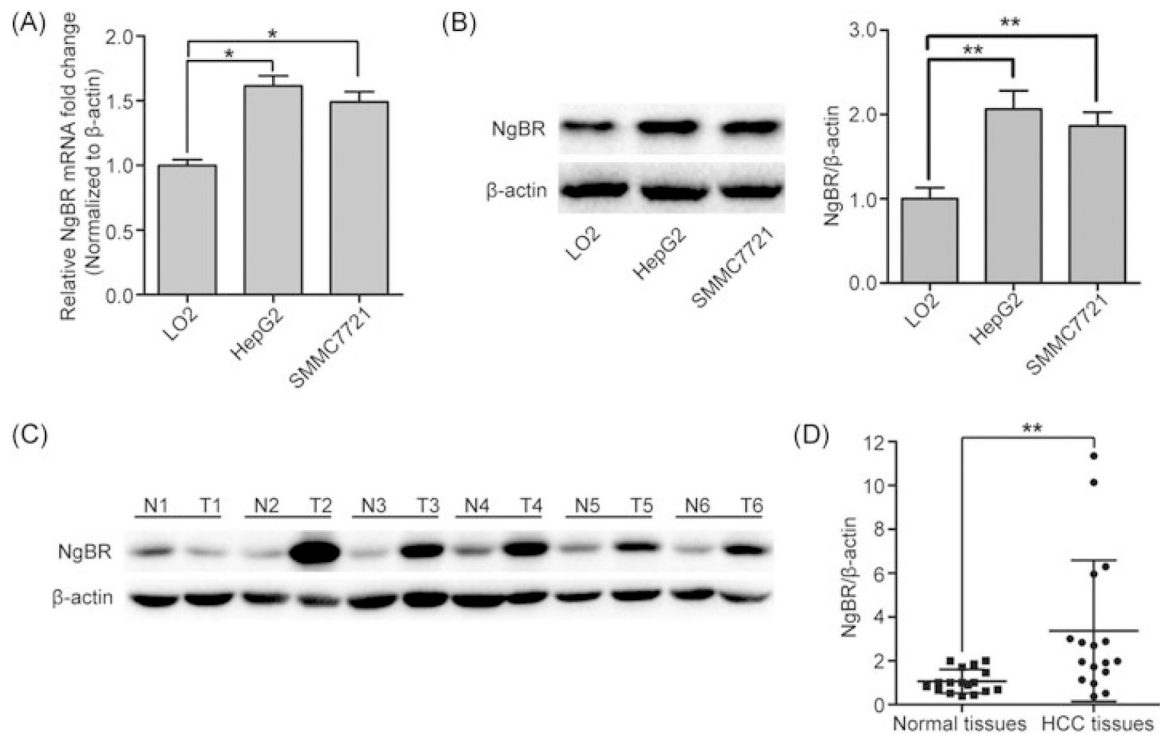 (A)
Relative NgBR mRNA fold change
(Normalized to β-actin)
2.0
1.5
1.0
0.5
0.0
*
*
LO2
HepG2
SMMC7721
(B)
NgBR
β-actin
LO2
HepG2
SMMC7721
NgBR/β-actin
3.0
2.0
1.0
0.0
**
**
LO2
HepG2
SMMC7721
(C)
N1 T1 N2 T2 N3 T3 N4 T4 N5 T5 N6 T6
NgBR
β-actin
(D)
NgBR/β-actin
12
10
8
6
4
2
0
**
Normal tissues HCC tissues